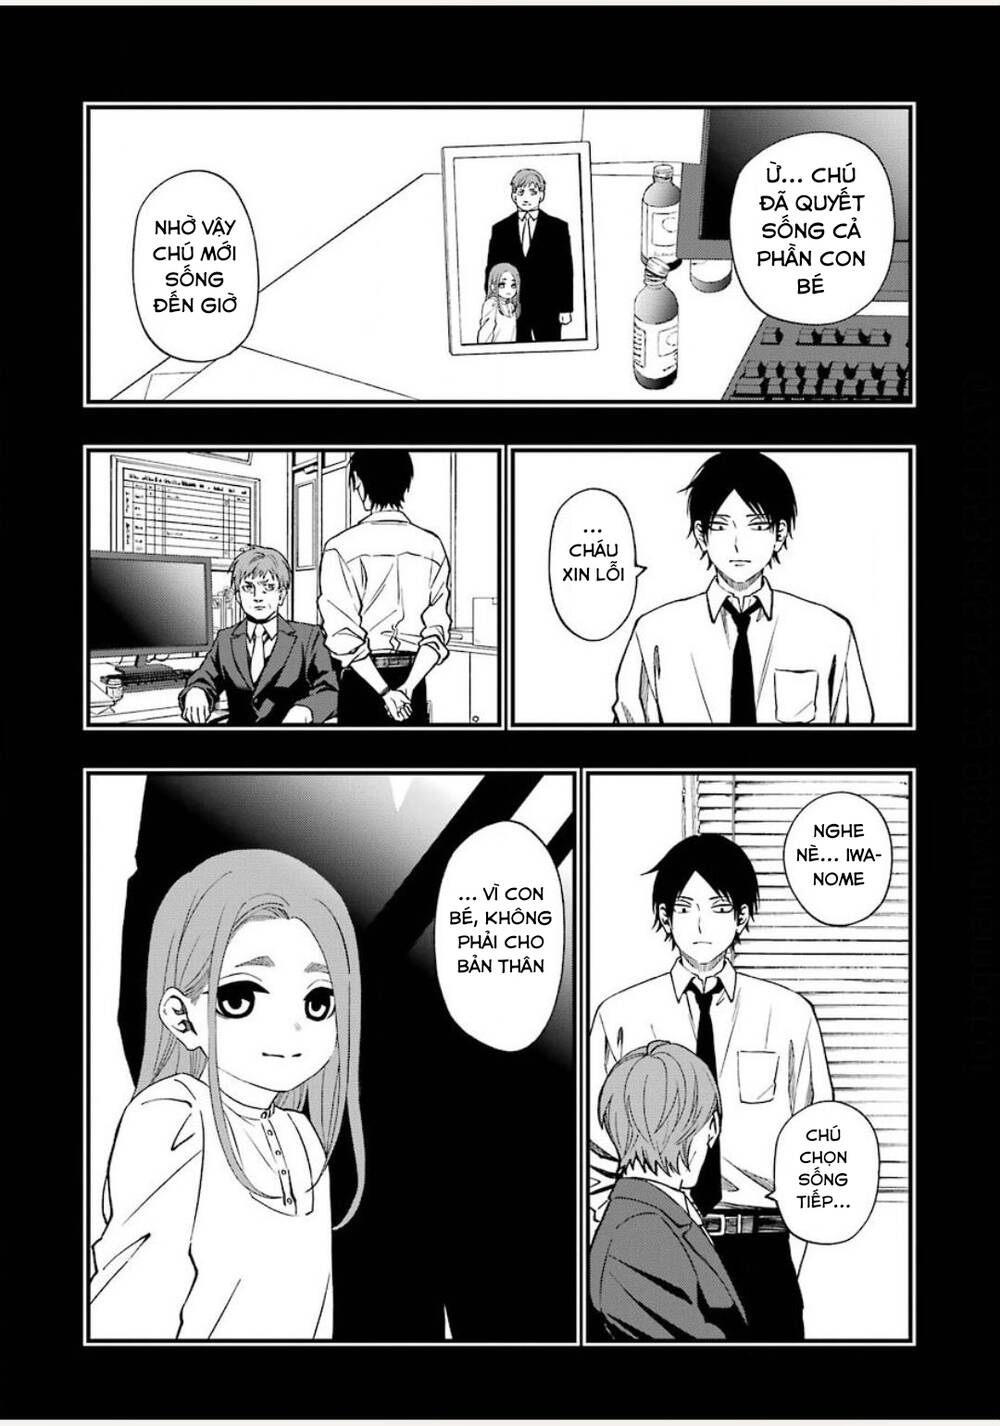 Ừ... CHÚ
ĐÃ QUYẾT
SỐNG CẢ
PHẦN CON
BÉ
NHỜ VẬY
CHÚ MỚI
SỐNG
ĐẾN GIỜ
...
CHÁU
XIN LỖI
NGHE
NÈ... IWA-
NOME
CHÚ
CHỌN
SỐNG
TIẾP...
... VÌ CON
BÉ, KHÔNG
PHẢI CHO
BẢN THÂN